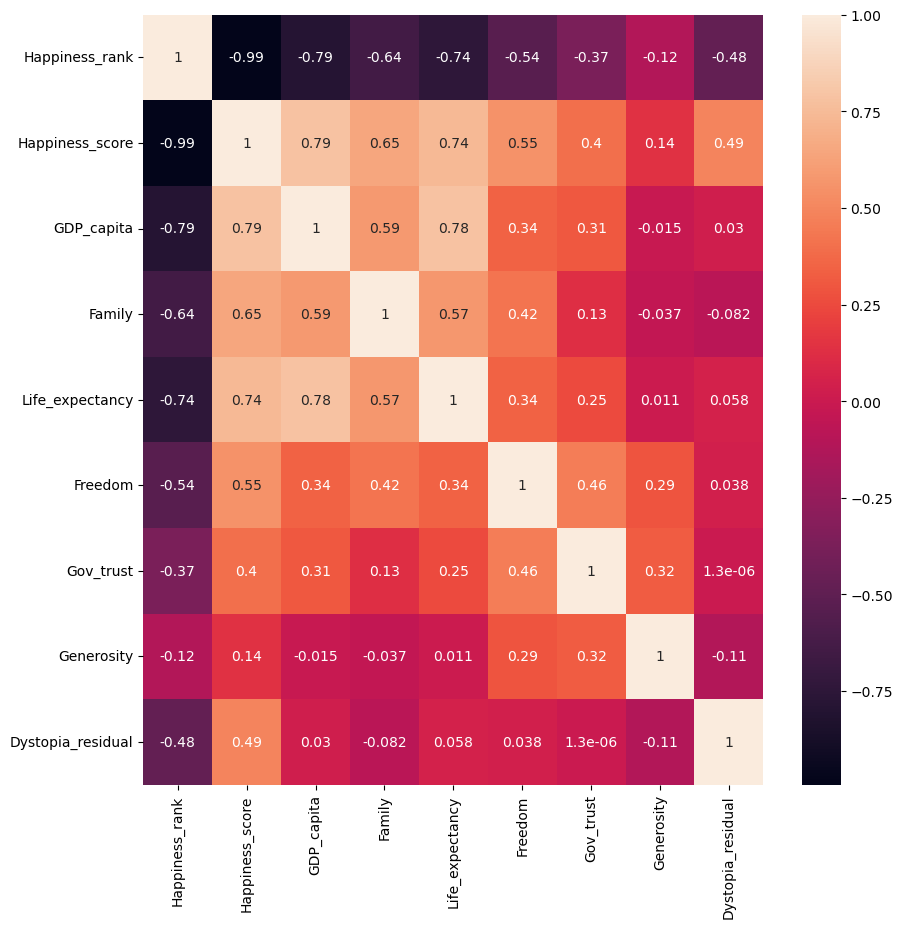 Happiness_rank 1 -0.99 -0.79 -0.64 -0.74 -0.54 -0.37 -0.12 -0.48
Happiness_score -0.99 1 0.79 0.65 0.74 0.55 0.4 0.14 0.49
GDP_capita -0.79 0.79 1 0.59 0.78 0.34 0.31 -0.015 0.03
Family -0.64 0.65 0.59 1 0.57 0.42 0.13 -0.037 -0.082
Life_expectancy -0.74 0.74 0.78 0.57 1 0.34 0.25 0.011 0.058
Freedom -0.54 0.55 0.34 0.42 0.34 1 0.46 0.29 0.038
Gov_trust -0.37 0.4 0.31 0.13 0.25 0.46 1 0.32 1.3e-06
Generosity -0.12 0.14 -0.015 -0.037 0.011 0.29 0.32 1 -0.11
Dystopia_residual -0.48 0.49 0.03 -0.082 0.058 0.038 1.3e-06 -0.11 1
Happiness_rank
Happiness_score
GDP_capita
Family
Life_expectancy
Freedom
Gov_trust
Generosity
Dystopia_residual
1.00
0.75
0.50
0.25
0.00
−0.25
−0.50
−0.75